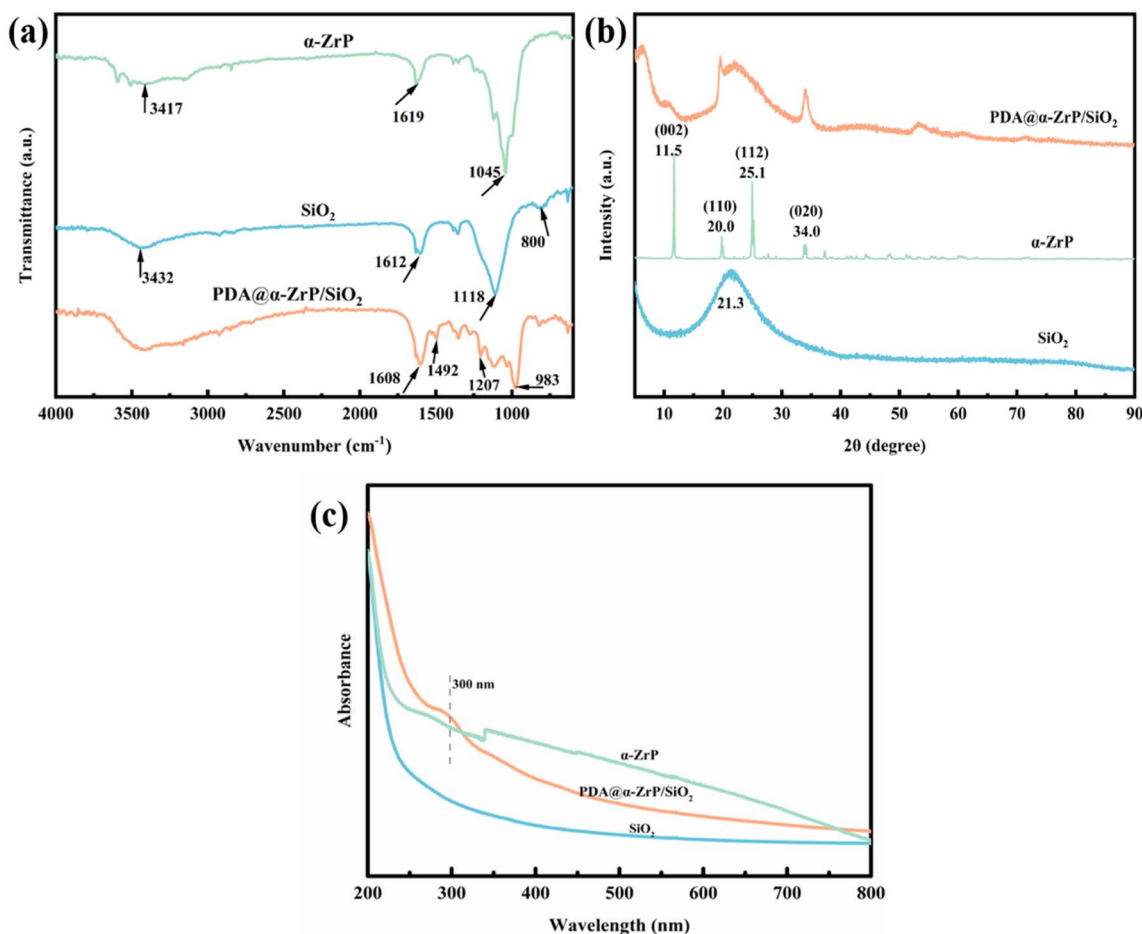 (a)
α-ZrP
3417
1619
1045
SiO₂
3432
1612
1118
800
PDA@α-ZrP/SiO₂
1608
1492
1207
983
Transmittance (a.u.)
4000 3500 3000 2500 2000 1500 1000
Wavenumber (cm⁻¹)
(b)
PDA@α-ZrP/SiO₂
(002)
11.5
(110)
20.0
(112)
25.1
(020)
34.0
α-ZrP
21.3
SiO₂
Intensity (a.u.)
10 20 30 40 50 60 70 80 90
2θ (degree)
(c)
300 nm
α-ZrP
PDA@α-ZrP/SiO₂
SiO₂
Absorbance
200 300 400 500 600 700 800
Wavelength (nm)